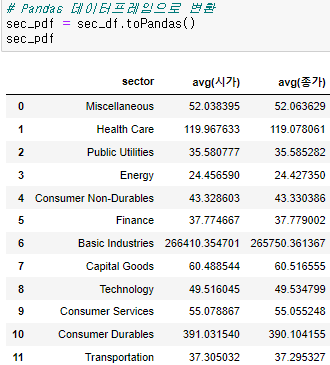 # Pandas 데이터프레임으로 변환
sec_pdf = sec_df.toPandas()
sec_pdf
sector avg(시가) avg(종가)
0 Miscellaneous 52.038395 52.063629
1 Health Care 119.967633 119.078061
2 Public Utilities 35.580777 35.585282
3 Energy 24.456590 24.427350
4 Consumer Non-Durables 43.328603 43.330386
5 Finance 37.774667 37.779002
6 Basic Industries 266410.354701 265750.361367
7 Capital Goods 60.488544 60.516555
8 Technology 49.516045 49.534799
9 Consumer Services 55.078867 55.055248
10 Consumer Durables 391.031540 390.104155
11 Transportation 37.305032 37.295327